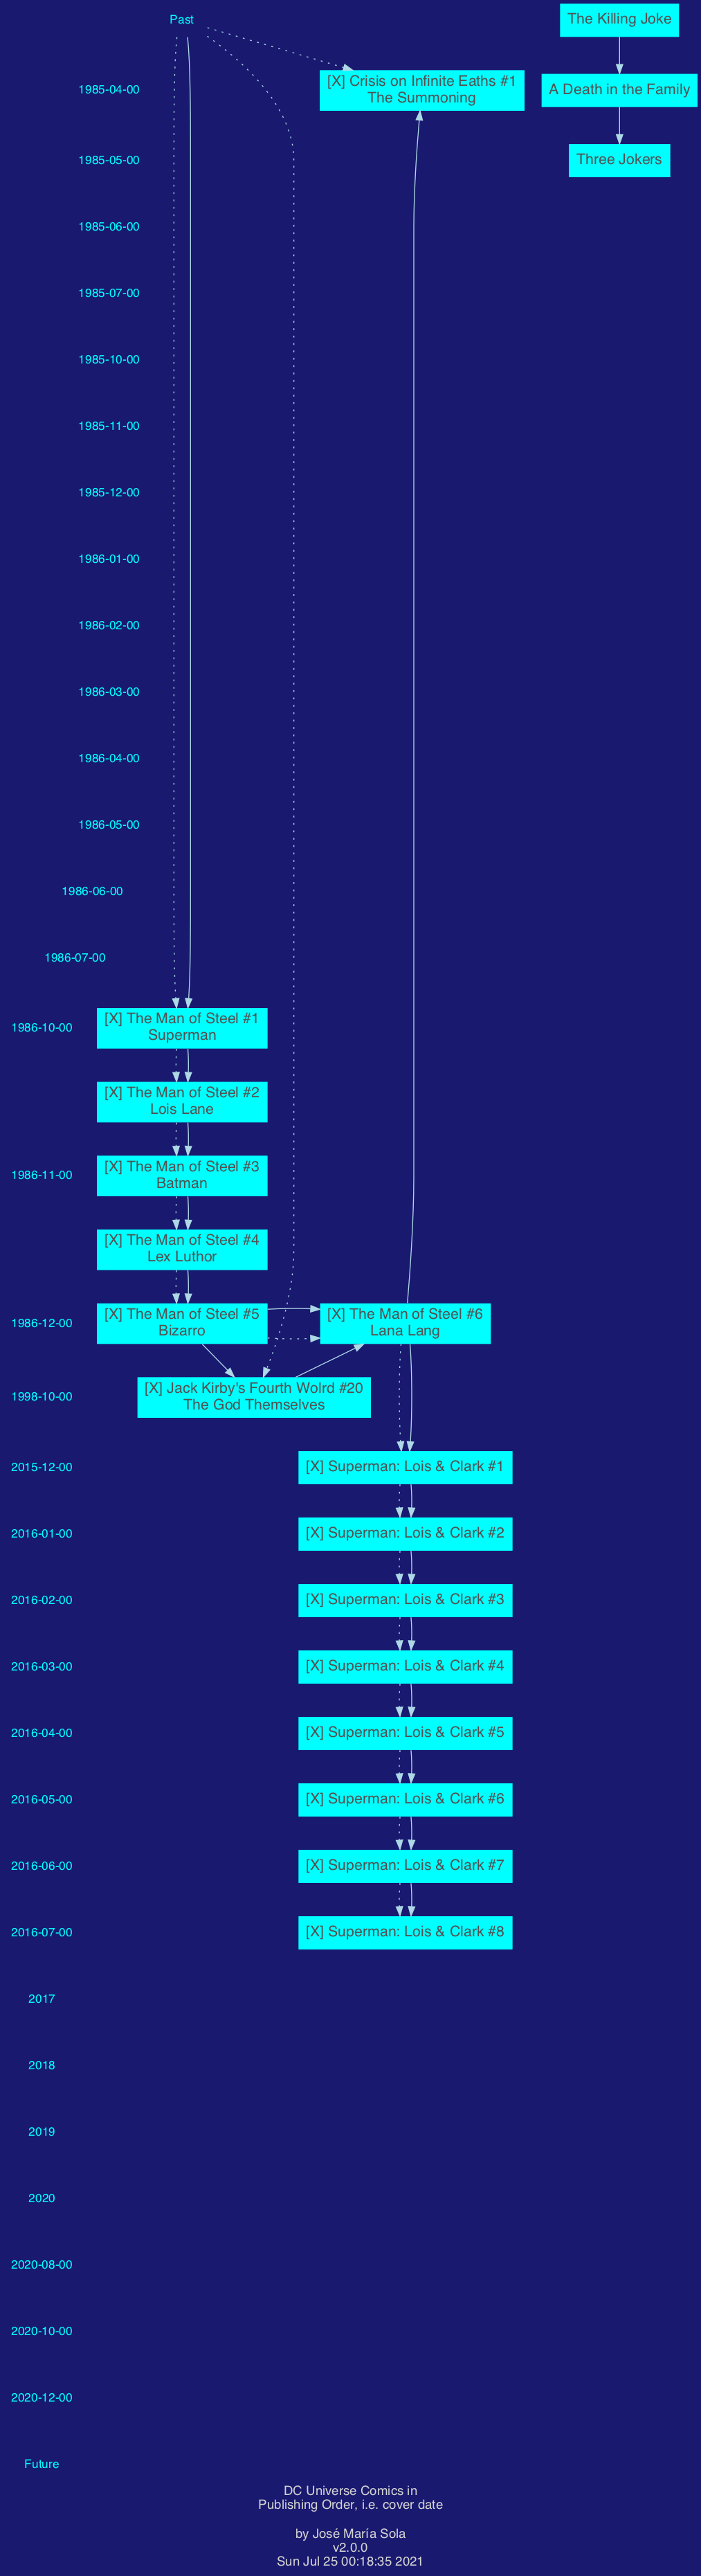 Past
The Killing Joke
1985-04-00
[X] Crisis on Infinite Eaths #1
The Summoning
A Death in the Family
1985-05-00
Three Jokers
1985-06-00
1985-07-00
1985-10-00
1985-11-00
1985-12-00
1986-01-00
1986-02-00
1986-03-00
1986-04-00
1986-05-00
1986-06-00
1986-07-00
1986-10-00
[X] The Man of Steel #1
Superman
[X] The Man of Steel #2
Lois Lane
1986-11-00
[X] The Man of Steel #3
Batman
[X] The Man of Steel #4
Lex Luthor
1986-12-00
[X] The Man of Steel #5
Bizarro
[X] The Man of Steel #6
Lana Lang
1998-10-00
[X] Jack Kirby's Fourth Wolrd #20
The God Themselves
2015-12-00
[X] Superman: Lois & Clark #1
2016-01-00
[X] Superman: Lois & Clark #2
2016-02-00
[X] Superman: Lois & Clark #3
2016-03-00
[X] Superman: Lois & Clark #4
2016-04-00
[X] Superman: Lois & Clark #5
2016-05-00
[X] Superman: Lois & Clark #6
2016-06-00
[X] Superman: Lois & Clark #7
2016-07-00
[X] Superman: Lois & Clark #8
2017
2018
2019
2020
2020-08-00
2020-10-00
2020-12-00
Future
DC Universe Comics in
Publishing Order, i.e. cover date
by José María Sola
v2.0.0
Sun Jul 25 00:18:35 2021